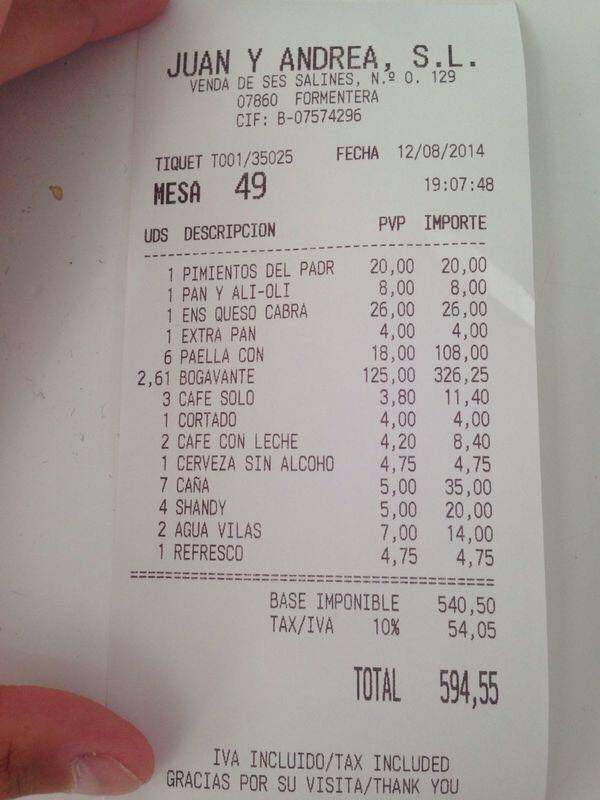 JUAN Y ANDREA, S.L.
VENDA DE SES SALINES, N.º 0. 129
07860 FORMENTERA
CIF: B-07574296
TIQUET T001/35025 FECHA 12/08/2014
MESA 49 19:07:48
UDS DESCRIPCION PVP IMPORTE
1 PIMIENTOS DEL PADR 20,00 20,00
1 PAN Y ALI-OLI 8,00 8,00
1 ENS QUESO CABRA 26,00 26,00
1 EXTRA PAN 4,00 4,00
6 PAELLA CON 18,00 108,00
2,61 BOGAVANTE 125,00 326,25
3 CAFE SOLO 3,80 11,40
1 CORTADO 4,00 4,00
2 CAFE CON LECHE 4,20 8,40
1 CERVEZA SIN ALCOHO 4,75 4,75
7 CAÑA 5,00 35,00
4 SHANDY 5,00 20,00
2 AGUA VILAS 7,00 14,00
1 REFRESCO 4,75 4,75
BASE IMPONIBLE 540,50
TAX/IVA 10% 54,05
TOTAL 594,55
IVA INCLUIDO/TAX INCLUDED
GRACIAS POR SU VISITA/THANK YOU